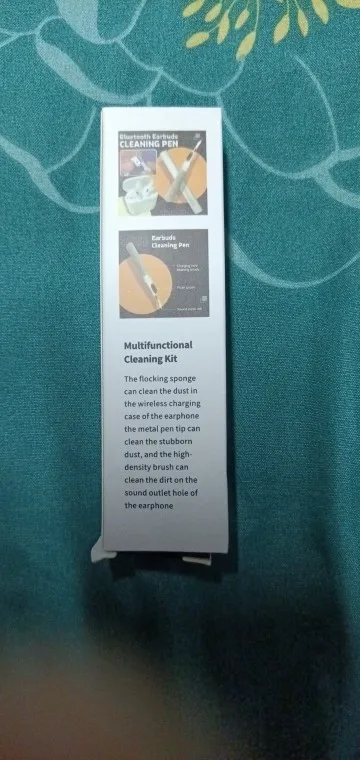 Bluetooth Earbuds
CLEANING PEN
Earbuds
Cleaning Pen
Multifunctional
Cleaning Kit
The flocking sponge
can clean the dust in
the wireless charging
case of the earphone
the metal pen tip can
clean the stubborn
dust, and the high-
density brush can
clean the dirt on the
sound outlet hole of
the earphone